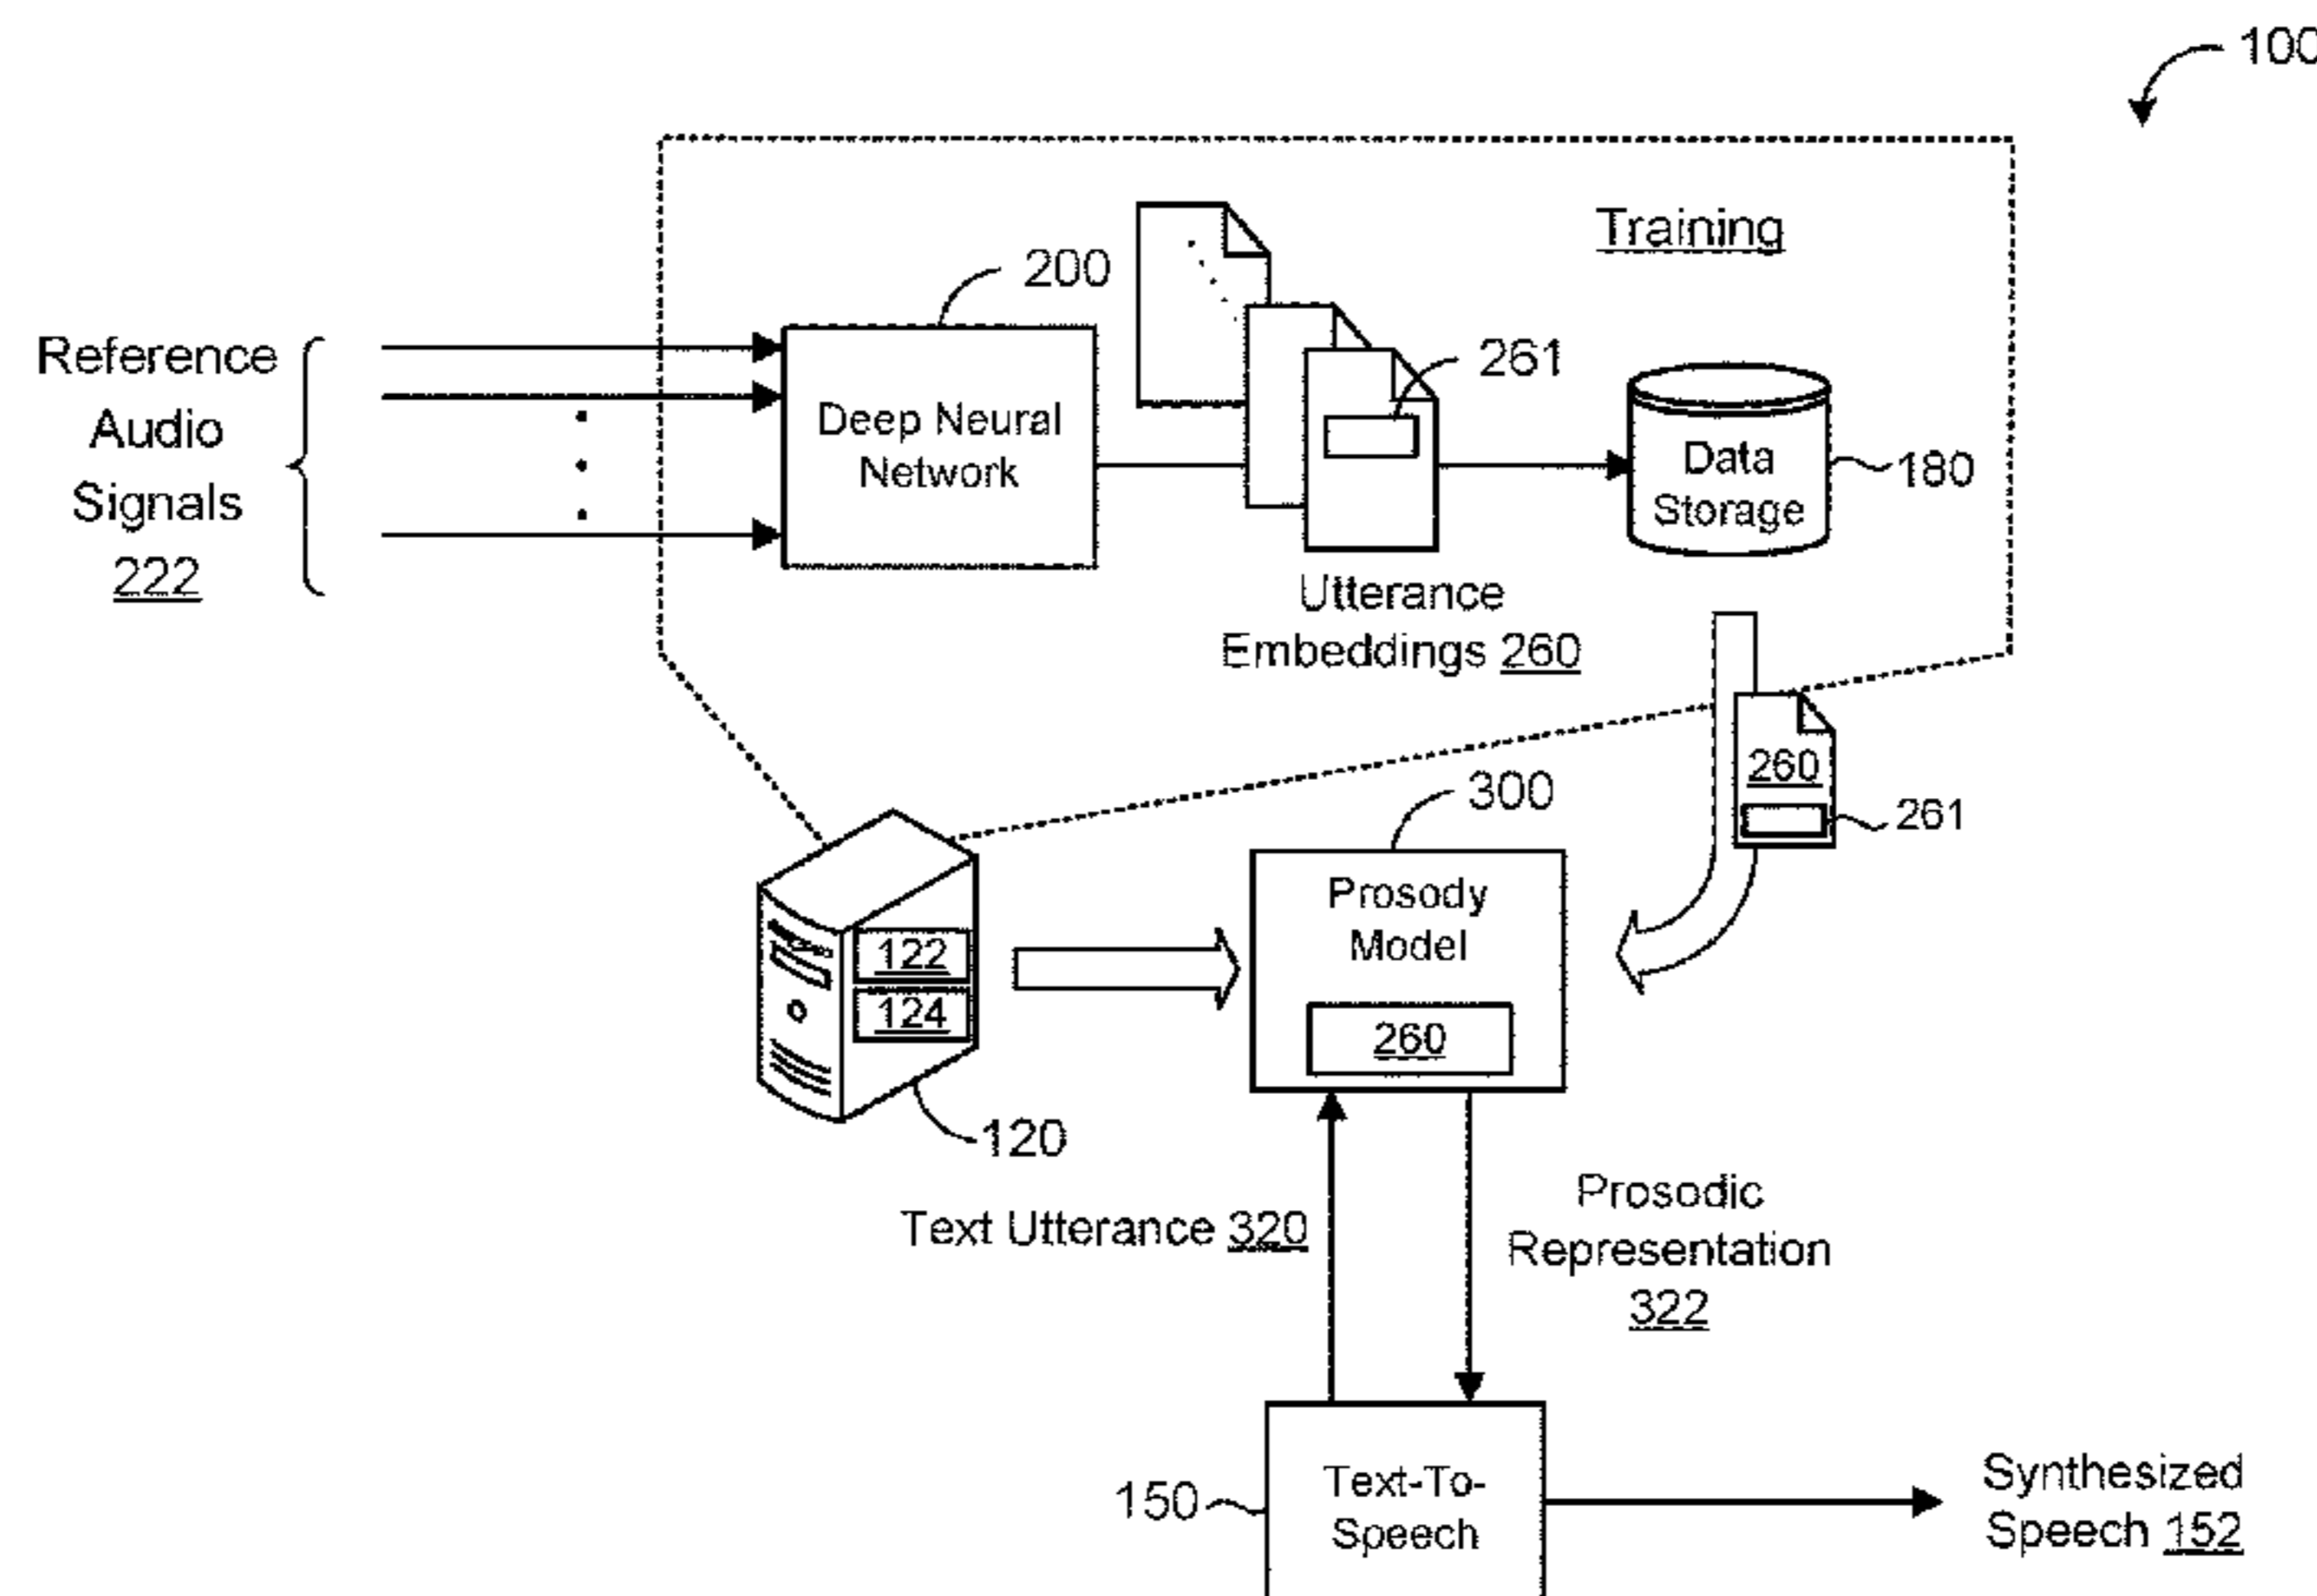 100
Training
200
Reference
Audio
Signals
222
Deep Neural
Network
261
Data
Storage
180
Utterance
Embeddings 260
260
261
300
Prosody
Model
260
122
124
120
Text Utterance 320
Prosodic
Representation
322
150
Text-To-
Speech
Synthesized
Speech 152